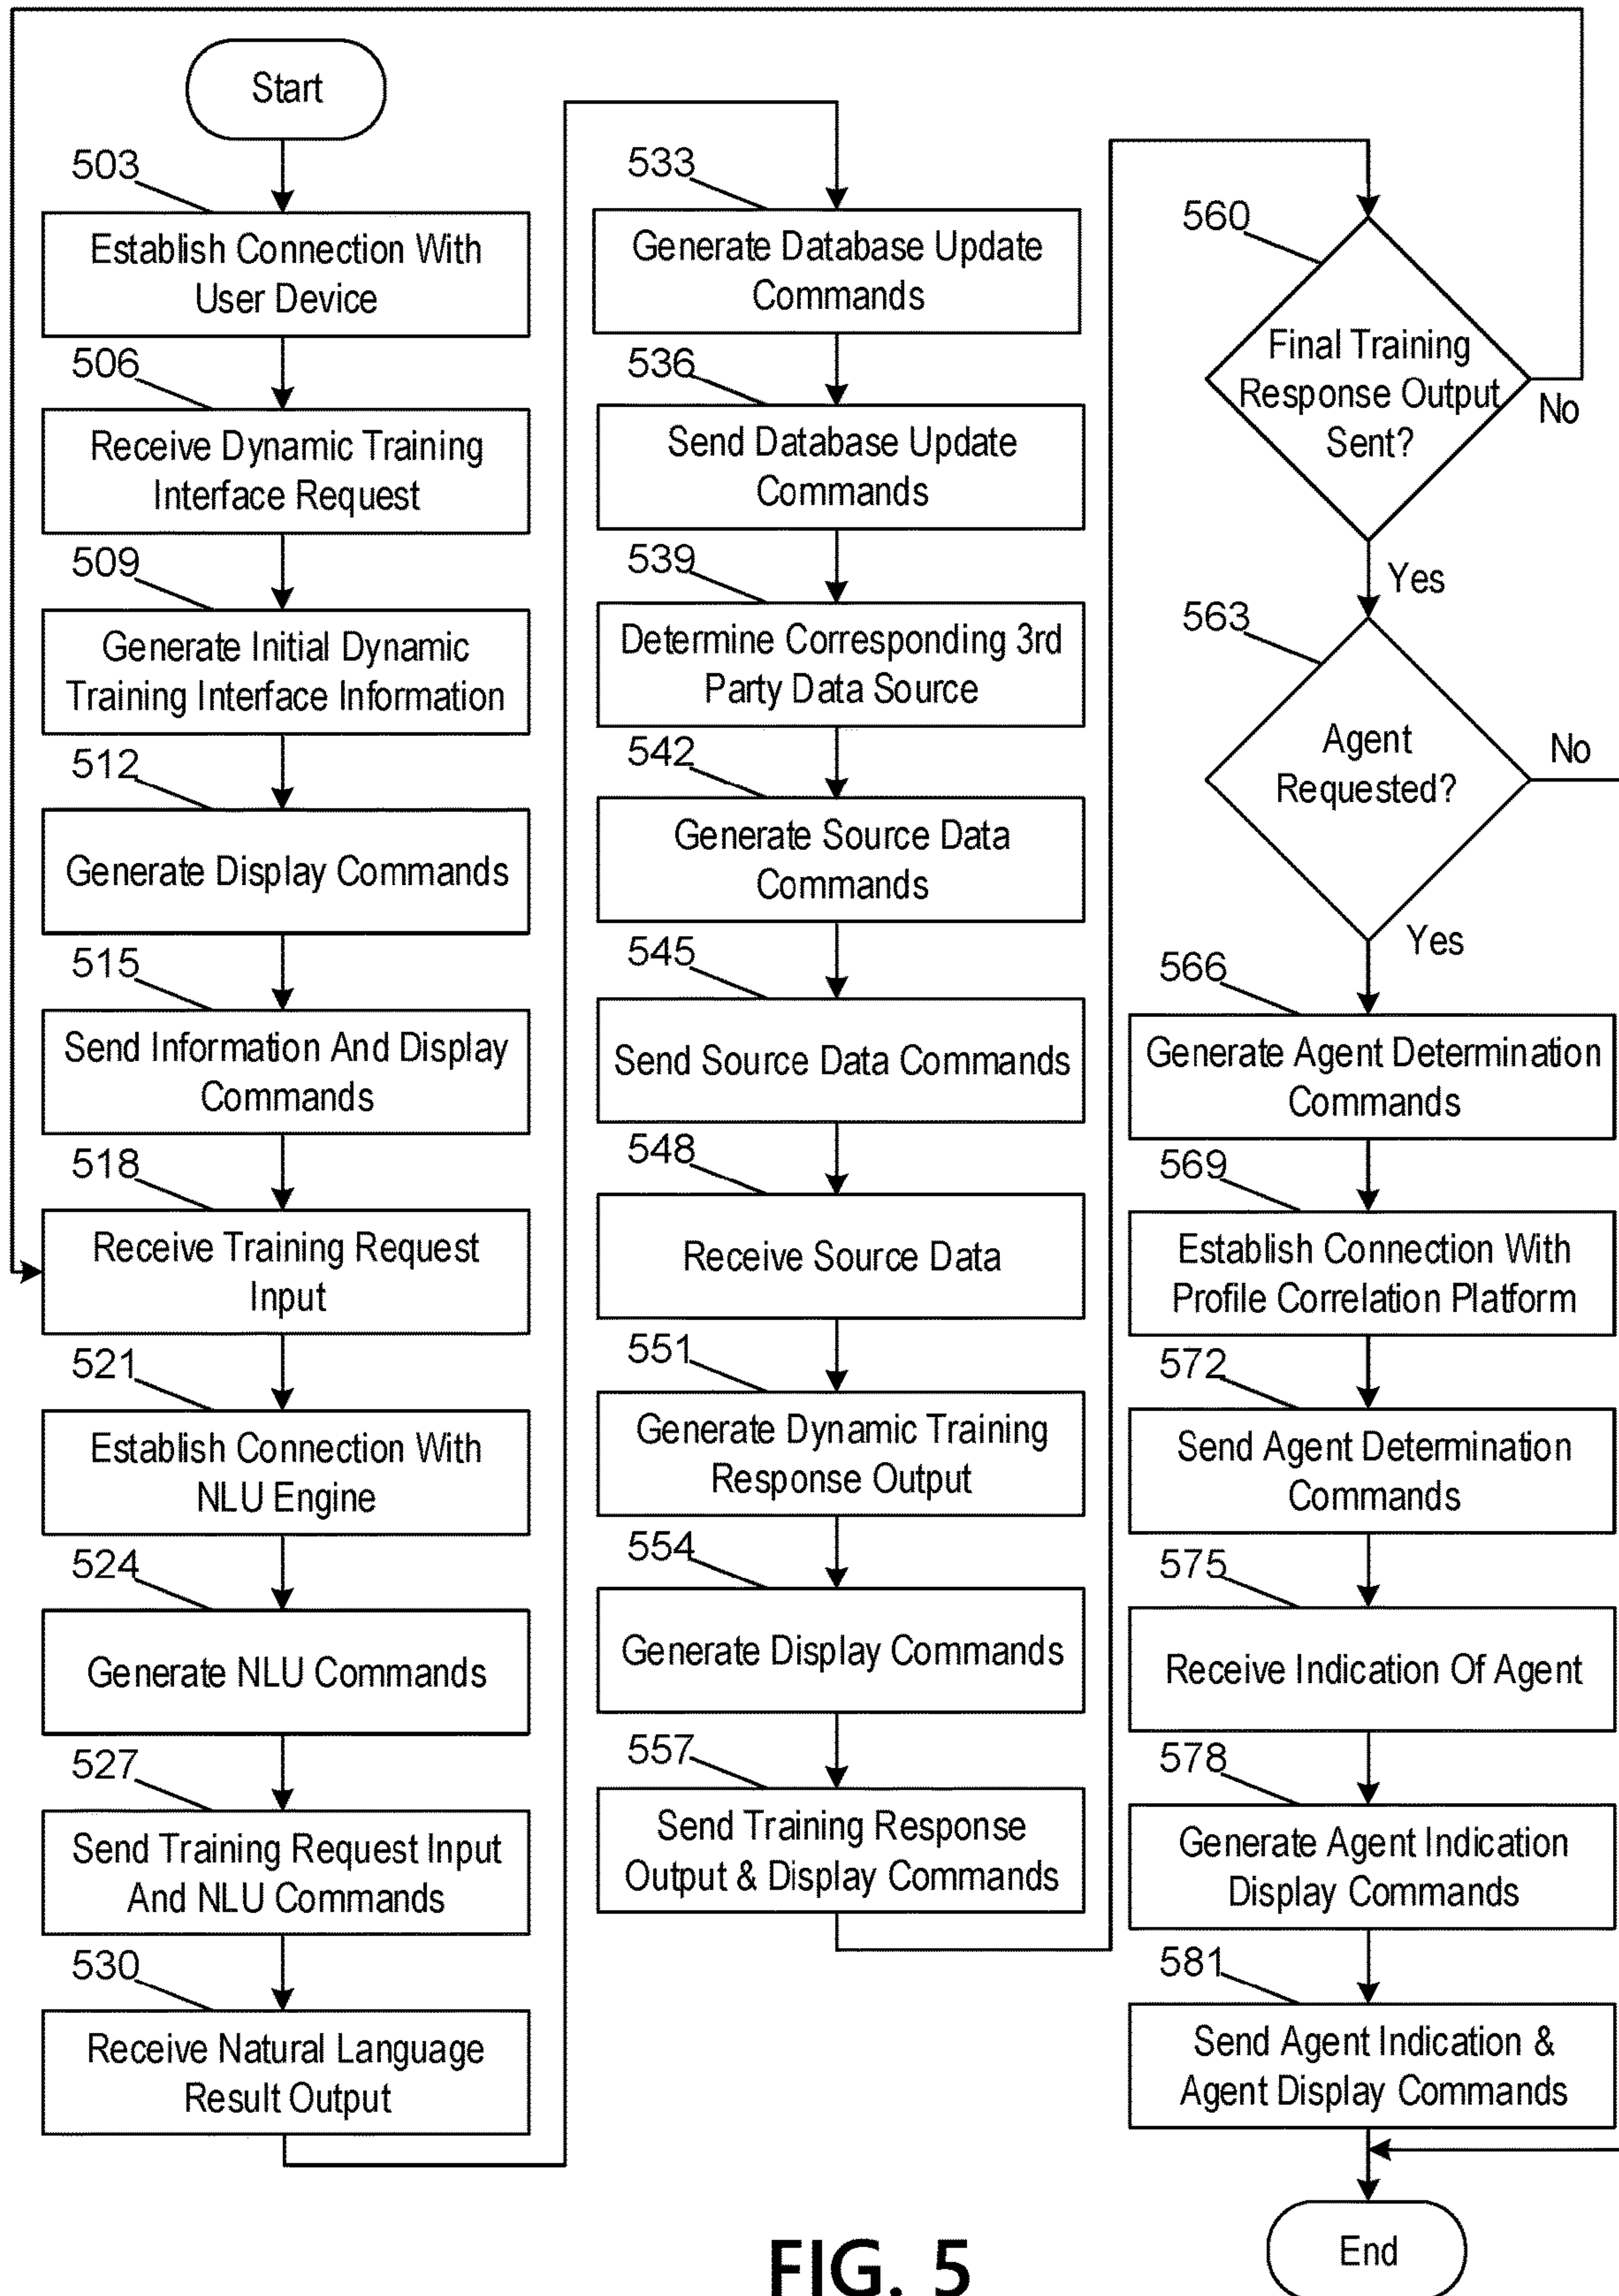 Start
503
Establish Connection With
User Device
506
Receive Dynamic Training
Interface Request
509
Generate Initial Dynamic
Training Interface Information
512
Generate Display Commands
515
Send Information And Display
Commands
518
Receive Training Request
Input
521
Establish Connection With
NLU Engine
524
Generate NLU Commands
527
Send Training Request Input
And NLU Commands
530
Receive Natural Language
Result Output
533
Generate Database Update
Commands
536
Send Database Update
Commands
539
Determine Corresponding 3rd
Party Data Source
542
Generate Source Data
Commands
545
Send Source Data Commands
548
Receive Source Data
551
Generate Dynamic Training
Response Output
554
Generate Display Commands
557
Send Training Response
Output & Display Commands
560
Final Training
Response Output
Sent?
No
Yes
563
Agent
Requested?
No
Yes
566
Generate Agent Determination
Commands
569
Establish Connection With
Profile Correlation Platform
572
Send Agent Determination
Commands
575
Receive Indication Of Agent
578
Generate Agent Indication
Display Commands
581
Send Agent Indication &
Agent Display Commands
End
FIG. 5